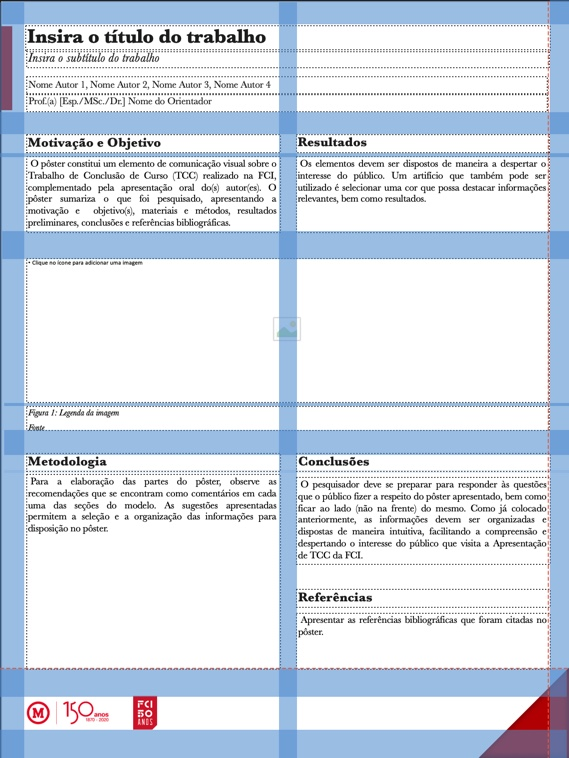 Insira o título do trabalho
Insira o subtítulo do trabalho
Nome Autor 1, Nome Autor 2, Nome Autor 3, Nome Autor 4
Prof.(a) [Esp./MSc./Dr.] Nome do Orientador
Motivação e Objetivo
O pôster constitui um elemento de comunicação visual sobre o
Trabalho de Conclusão de Curso (TCC) realizado na FCI,
complementado pela apresentação oral do(s) autor(es). O
pôster sumariza o que foi pesquisado, apresentando a
motivação e objetivo(s), materiais e métodos, resultados
preliminares, conclusões e referências bibliográficas.
Resultados
Os elementos devem ser dispostos de maneira a despertar o
interesse do público. Um artifício que também pode ser
utilizado é selecionar uma cor que possa destacar informações
relevantes, bem como resultados.
• Clique no ícone para adicionar uma imagem
Figura 1: Legenda da imagem
Fonte
Metodologia
Para a elaboração das partes do pôster, observe as
recomendações que se encontram como comentários em cada
uma das seções do modelo. As sugestões apresentadas
permitem a seleção e a organização das informações para
disposição no pôster.
Conclusões
O pesquisador deve se preparar para responder às questões
que o público fizer a respeito do pôster apresentado, bem como
ficar ao lado (não na frente) do mesmo. Como já colocado
anteriormente, as informações devem ser organizadas e
dispostas de maneira intuitiva, facilitando a compreensão e
despertando o interesse do público que visita a Apresentação
de TCC da FCI.
Referências
Apresentar as referências bibliográficas que foram citadas no
pôster.
M
150 anos
1870 - 2020
FCI
50
ANOS